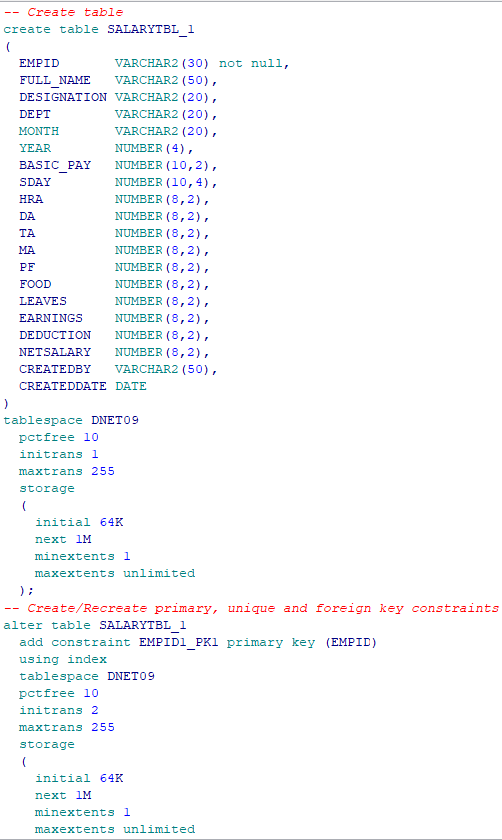 -- Create table
create table SALARYTBL_1
(
  EMPID       VARCHAR2(30) not null,
  FULL_NAME   VARCHAR2(50),
  DESIGNATION VARCHAR2(20),
  DEPT        VARCHAR2(20),
  MONTH       VARCHAR2(20),
  YEAR        NUMBER(4),
  BASIC_PAY   NUMBER(10,2),
  SDAY        NUMBER(10,4),
  HRA         NUMBER(8,2),
  DA          NUMBER(8,2),
  TA          NUMBER(8,2),
  MA          NUMBER(8,2),
  PF          NUMBER(8,2),
  FOOD        NUMBER(8,2),
  LEAVES      NUMBER(8,2),
  EARNINGS    NUMBER(8,2),
  DEDUCTION   NUMBER(8,2),
  NETSALARY   NUMBER(8,2),
  CREATEDBY   VARCHAR2(50),
  CREATEDDATE DATE
)
tablespace DNET09
  pctfree 10
  initrans 1
  maxtrans 255
  storage
  (
    initial 64K
    next 1M
    minextents 1
    maxextents unlimited
  );
-- Create/Recreate primary, unique and foreign key constraints
alter table SALARYTBL_1
  add constraint EMPID1_PK1 primary key (EMPID)
  using index
  tablespace DNET09
  pctfree 10
  initrans 2
  maxtrans 255
  storage
  (
    initial 64K
    next 1M
    minextents 1
    maxextents unlimited